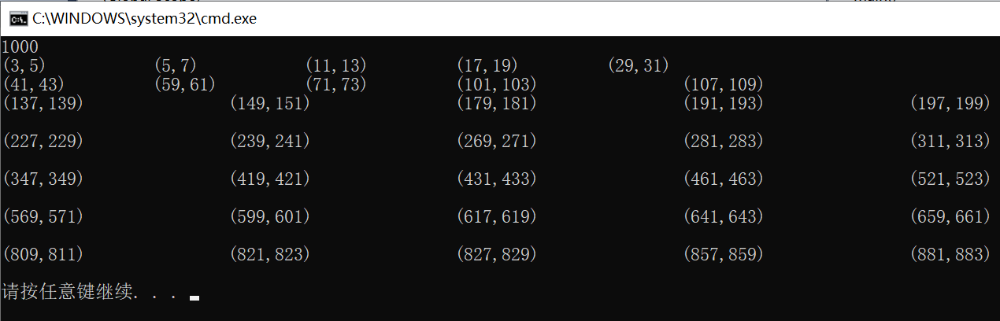 C:\WINDOWS\system32\cmd.exe
1000
(3,5) (5,7) (11,13) (17,19) (29,31)
(41,43) (59,61) (71,73) (101,103) (107,109)
(137,139) (149,151) (179,181) (191,193) (197,199)
(227,229) (239,241) (269,271) (281,283) (311,313)
(347,349) (419,421) (431,433) (461,463) (521,523)
(569,571) (599,601) (617,619) (641,643) (659,661)
(809,811) (821,823) (827,829) (857,859) (881,883)
请按任意键继续. . .